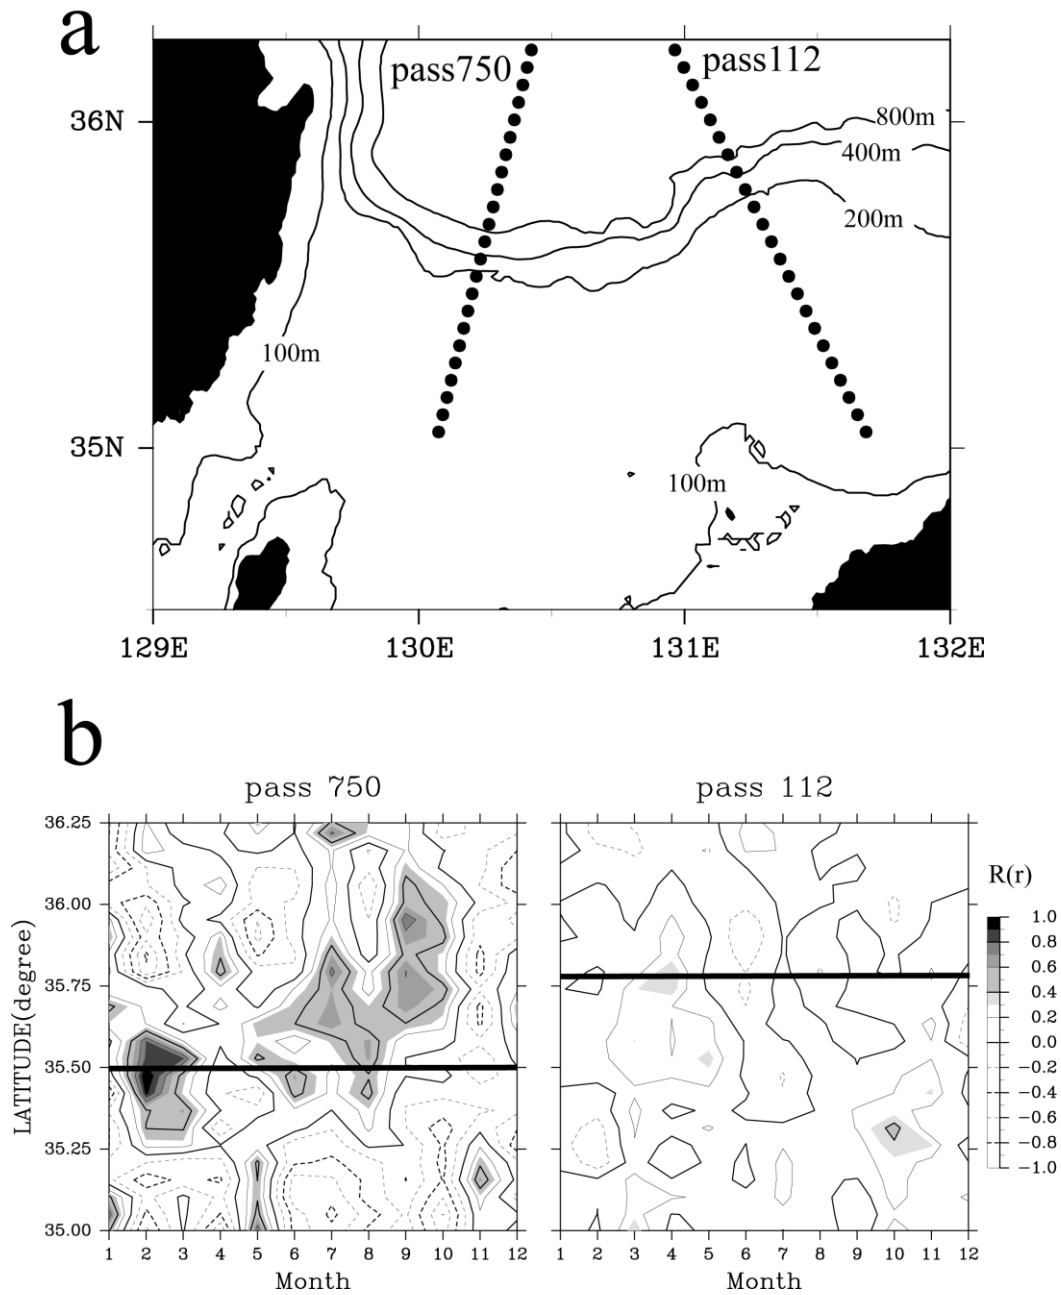 a
pass750
pass112
36N
800m
400m
200m
100m
35N
100m
129E
130E
131E
132E
b
pass 750
pass 112
36.25
36.00
35.75
35.50
35.25
35.00
LATITUDE(degree)
1 2 3 4 5 6 7 8 9 10 11 12
Month
1 2 3 4 5 6 7 8 9 10 11 12
Month
R(r)
1.0
0.8
0.6
0.4
0.2
0.0
-0.2
-0.4
-0.6
-0.8
-1.0